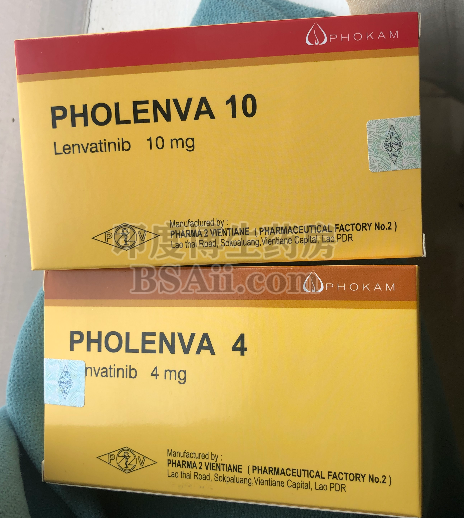 PHOKAM
PHOLENVA 10
Lenvatinib 10 mg
Manufactured by :
PHARMA 2 VIENTIANE ( PHARMACEUTICAL FACTORY No.2 )
Lao thai Road, Sokpaluang,Vientiane Capital, Lao PDR
P V
印度博生药房
BSAii.com
PHOKAM
PHOLENVA 4
nvatinib 4 mg
Manufactured by :
PHARMA 2 VIENTIANE ( PHARMACEUTICAL FACTORY No.2 )
Lao thai Road, Sokpaluang,Vientiane Capital, Lao PDR
P V